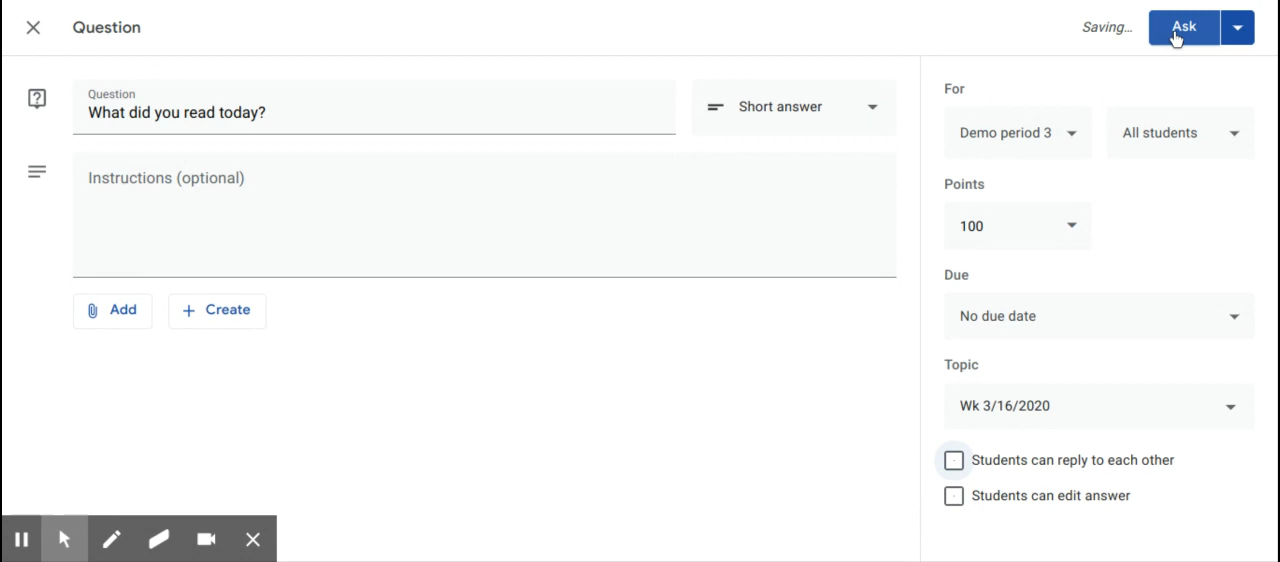 Question
Saving...
Ask
Question
What did you read today?
Short answer
Instructions (optional)
Add
Create
For
Demo period 3
All students
Points
100
Due
No due date
Topic
Wk 3/16/2020
Students can reply to each other
Students can edit answer